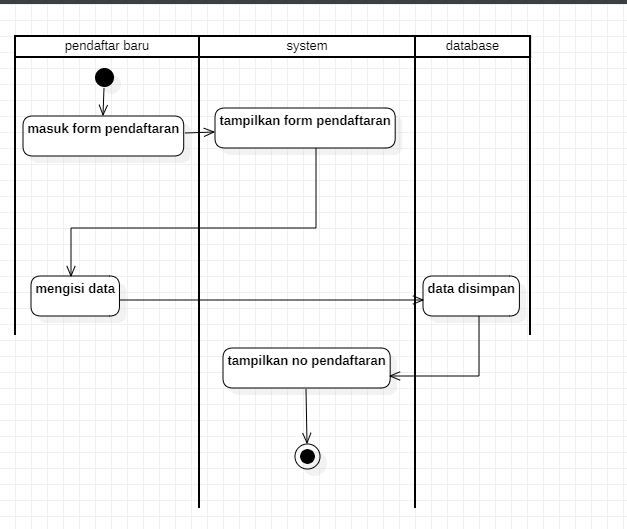 pendaftar baru
system
database
masuk form pendaftaran
tampilkan form pendaftaran
mengisi data
data disimpan
tampilkan no pendaftaran